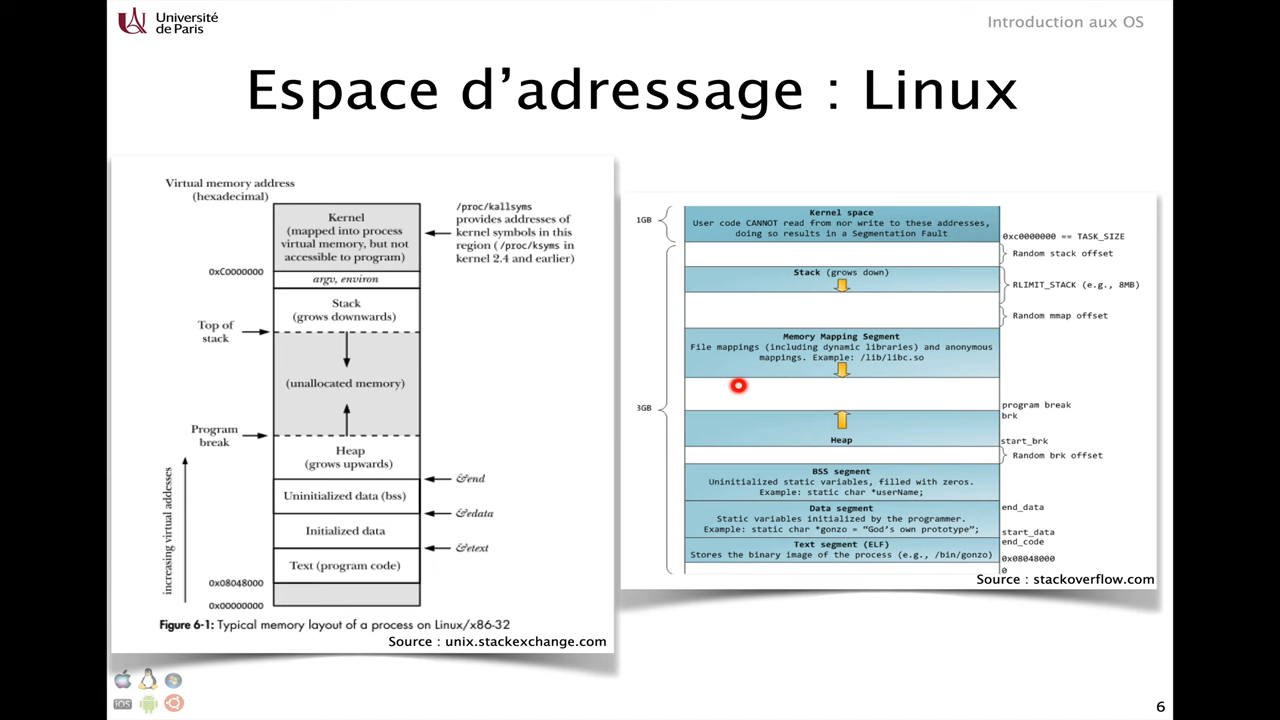 Université
de Paris
Introduction aux OS
Espace d'adressage : Linux
Virtual memory address
(hexadecimal)
Kernel
(mapped into process
virtual memory, but not
accessible to program)
/proc/kallsyms
provides addresses of
kernel symbols in this
region (/proc/ksyms in
kernel 2.4 and earlier)
0xC0000000
argv, environ
Stack
(grows downwards)
Top of
stack
(unallocated memory)
Program
break
Heap
(grows upwards)
&end
Uninitialized data (bss)
&edata
Initialized data
&etext
Text (program code)
0x08048000
0x00000000
increasing virtual addesses
Figure 6-1: Typical memory layout of a process on Linux/x86-32
Source : unix.stackexchange.com
1GB
Kernel space
User code CANNOT read from nor write to these addresses,
doing so results in a Segmentation Fault
0xc0000000 == TASK_SIZE
Random stack offset
Stack (grows down)
RLIMIT_STACK (e.g., 8MB)
Random mmap offset
Memory Mapping Segment
File mappings (including dynamic libraries) and anonymous
mappings. Example: /lib/libc.so
3GB
program break
brk
Heap
start_brk
Random brk offset
BSS segment
Uninitialized static variables, filled with zeros.
Example: static char *userName;
Data segment
Static variables initialized by the programmer.
Example: static char *gonzo = “God's own prototype”;
end_data
start_data
Text segment (ELF)
Stores the binary image of the process (e.g., /bin/gonzo)
end_code
0x08048000
0
Source : stackoverflow.com
iOS
6